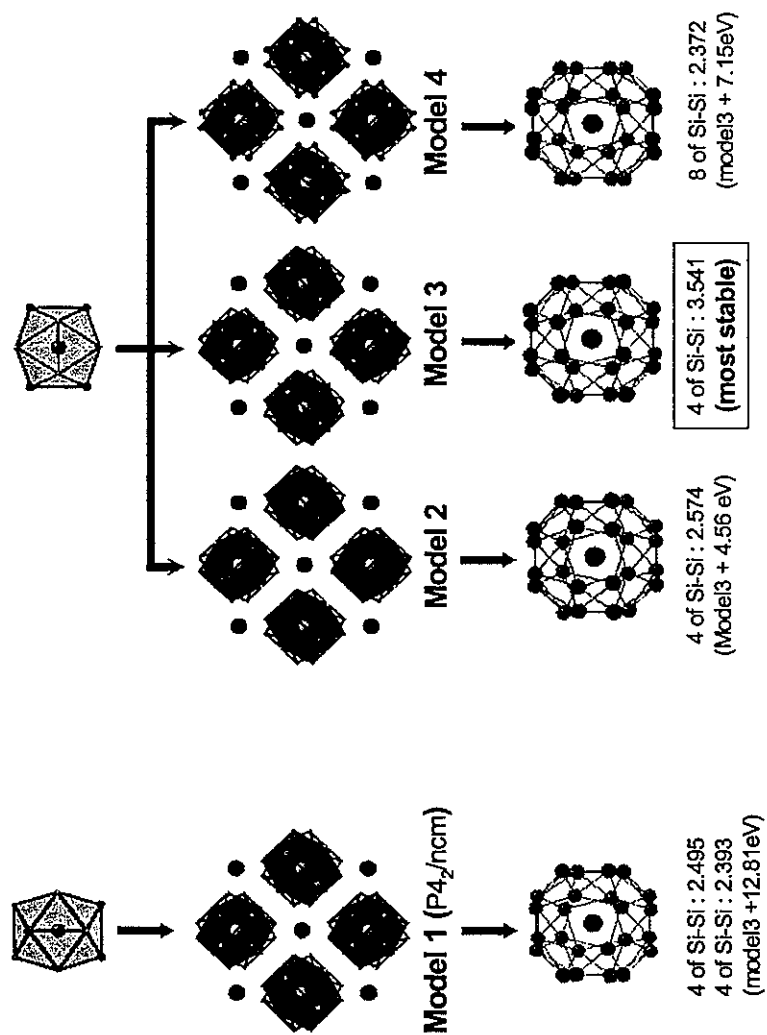 Model 1 (P4₂/ncm)
Model 2
Model 3
Model 4
4 of Si-Si : 2.495
4 of Si-Si : 2.393
(model3 +12.81eV)
4 of Si-Si : 2.574
(Model3 + 4.56 eV)
4 of Si-Si : 3.541
(most stable)
8 of Si-Si : 2.372
(model3 + 7.15eV)